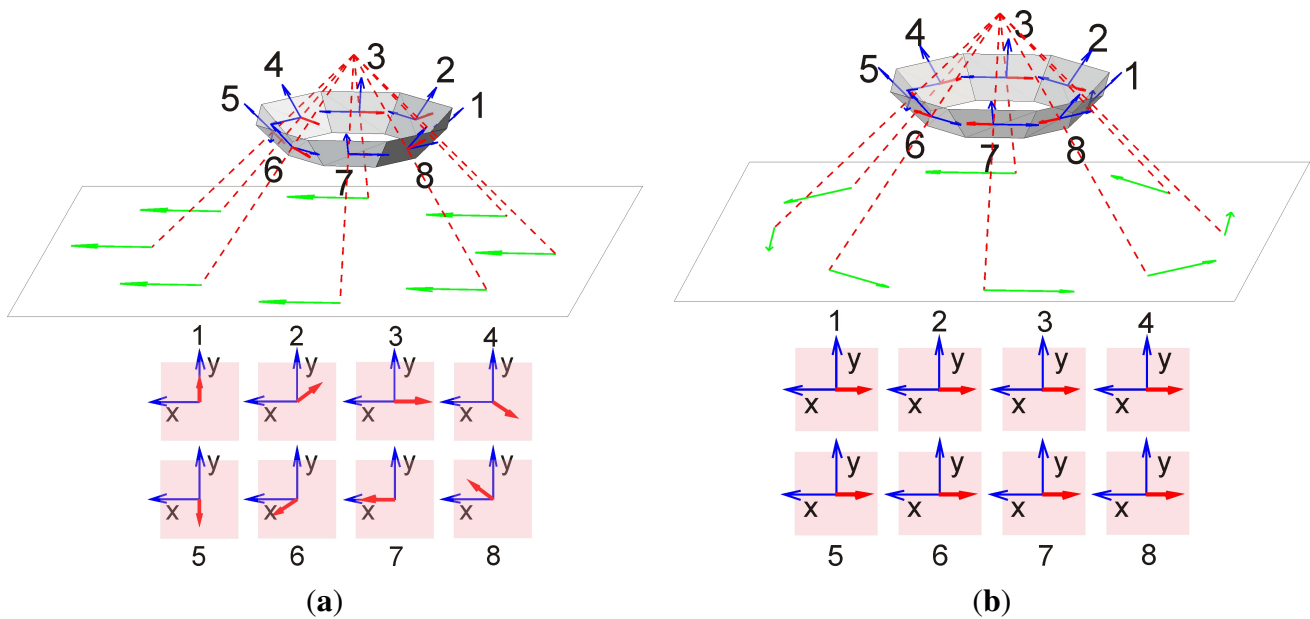 3
4 2
5 1
6 7 8
3
4 2
5 1
6 7 8
1 2 3 4
y y y y
x x x x
y y y y
x x x x
5 6 7 8
1 2 3 4
y y y y
x x x x
y y y y
x x x x
5 6 7 8
(a) (b)